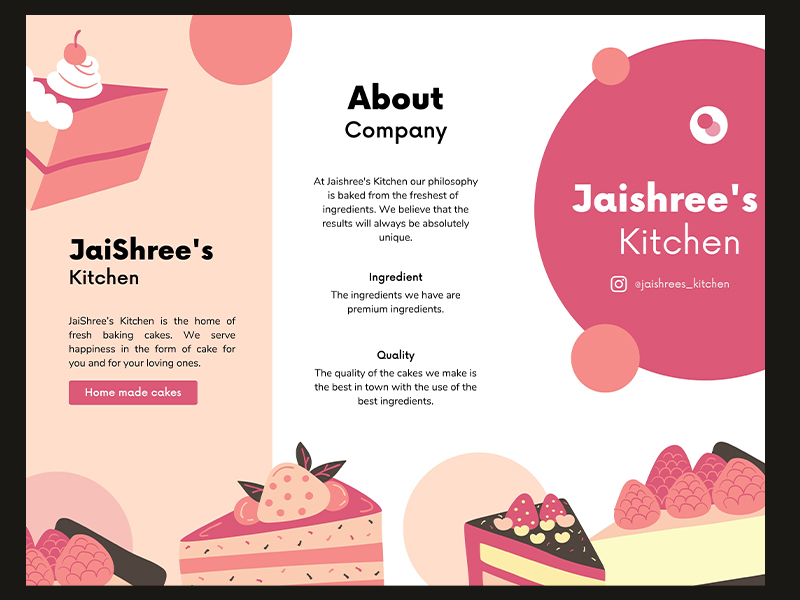 JaiShree's
Kitchen
JaiShree's Kitchen is the home of
fresh baking cakes. We serve
happiness in the form of cake for
you and for your loving ones.
Home made cakes
About
Company
At Jaishree's Kitchen our philosophy
is baked from the freshest of
ingredients. We believe that the
results will always be absolutely
unique.
Ingredient
The ingredients we have are
premium ingredients.
Quality
The quality of the cakes we make is
the best in town with the use of the
best ingredients.
Jaishree's
Kitchen
@jaishrees_kitchen